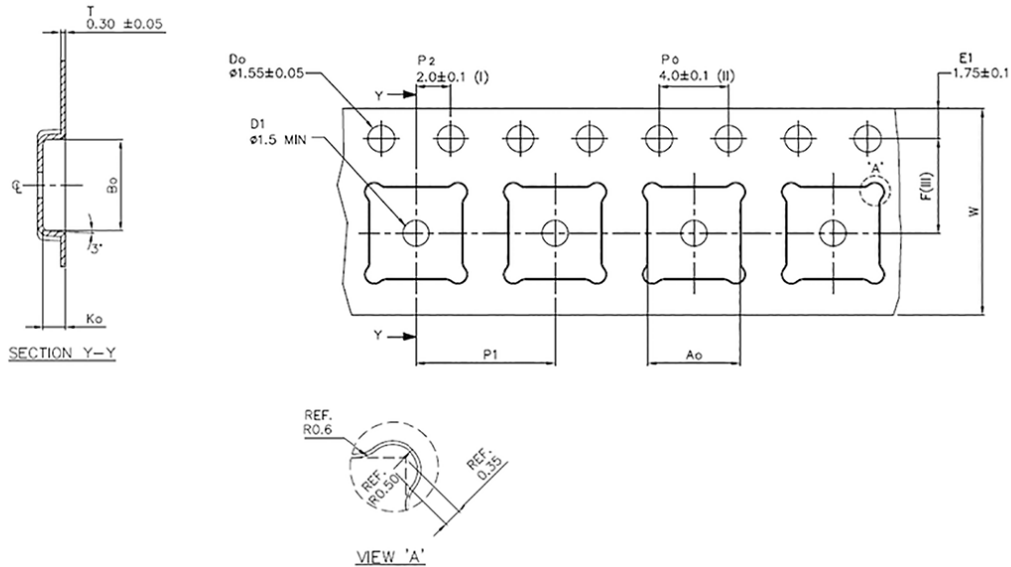 T
0.30 ±0.05
Bo
3°
Ko
SECTION Y-Y
Do
ø1.55±0.05
P2
2.0±0.1 (I)
Po
4.0±0.1 (II)
E1
1.75±0.1
Y
D1
ø1.5 MIN
'A'
F(III)
W
Y
P1
Ao
REF.
R0.6
REF.
R0.50
REF.
0.35
VIEW 'A'